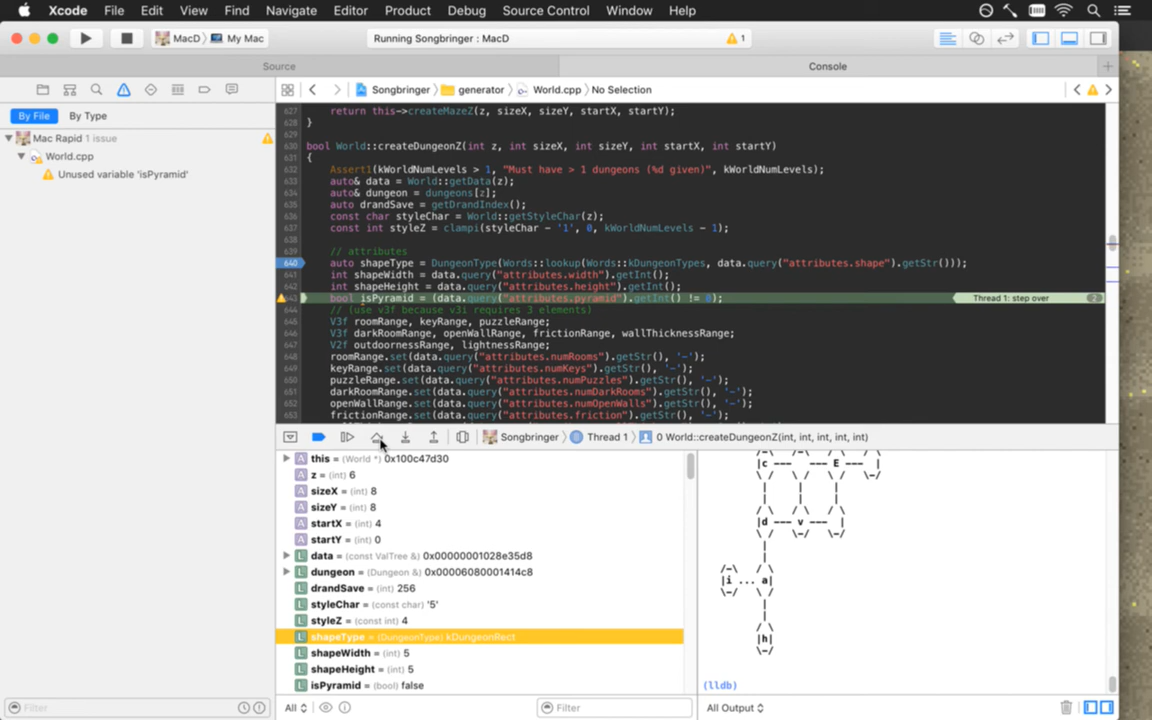 Xcode File Edit View Find Navigate Editor Product Debug Source Control Window Help
MacD › My Mac Running Songbringer : MacD 1
Source Console
Songbringer › generator › World.cpp › No Selection
By File By Type
Mac Rapid 1 issue
World.cpp
Unused variable 'isPyramid'
627 return this->createMazeZ(z, sizeX, sizeY, startX, startY);
628 }
629
630 bool World::createDungeonZ(int z, int sizeX, int sizeY, int startX, int startY)
631 {
632 Assert1(kWorldNumLevels > 1, "Must have > 1 dungeons (%d given)", kWorldNumLevels);
633 auto& data = World::getData(z);
634 auto& dungeon = dungeons[z];
635 auto drandSave = getDrandIndex();
636 const char styleChar = World::getStyleChar(z);
637 const int styleZ = clampi(styleChar - '1', 0, kWorldNumLevels - 1);
638
639 // attributes
640 auto shapeType = DungeonType(Words::lookup(Words::kDungeonTypes, data.query("attributes.shape").getStr()));
641 int shapeWidth = data.query("attributes.width").getInt();
642 int shapeHeight = data.query("attributes.height").getInt();
643 bool isPyramid = (data.query("attributes.pyramid").getInt() != 0); Thread 1: step over 2
644 // (use v3f because v3i requires 3 elements)
645 V3f roomRange, keyRange, puzzleRange;
646 V3f darkRoomRange, openWallRange, frictionRange, wallThicknessRange;
647 V2f outdoornessRange, lightnessRange;
648 roomRange.set(data.query("attributes.numRooms").getStr(), '~');
649 keyRange.set(data.query("attributes.numKeys").getStr(), '~');
650 puzzleRange.set(data.query("attributes.numPuzzles").getStr(), '~');
651 darkRoomRange.set(data.query("attributes.numDarkRooms").getStr(), '~');
652 openWallRange.set(data.query("attributes.numOpenWalls").getStr(), '~');
653 frictionRange.set(data.query("attributes.friction").getStr(), '~');
Songbringer › Thread 1 › 0 World::createDungeonZ(int, int, int, int, int)
A this = (World *) 0x100c47d30
A z = (int) 6
A sizeX = (int) 8
A sizeY = (int) 8
A startX = (int) 4
A startY = (int) 0
L data = (const ValTree &) 0x00000001028e35d8
L dungeon = (Dungeon &) 0x00006080001414c8
L drandSave = (int) 256
L styleChar = (const char) '5'
L styleZ = (const int) 4
L shapeType = (DungeonType) kDungeonRect
L shapeWidth = (int) 5
L shapeHeight = (int) 5
L isPyramid = (bool) false
/-\ /-\ / \ /-\
|c --- --- E --- |
\ / \ / \ / \-/
| | |
| | |
/ \ / \ / \
|d --- v --- |
\ / \-/ \-/
|
|
/-\ / \
|i ... a|
\-/ \ /
|
|
/ \
|h|
\-/
(lldb)
Filter All Filter All Output